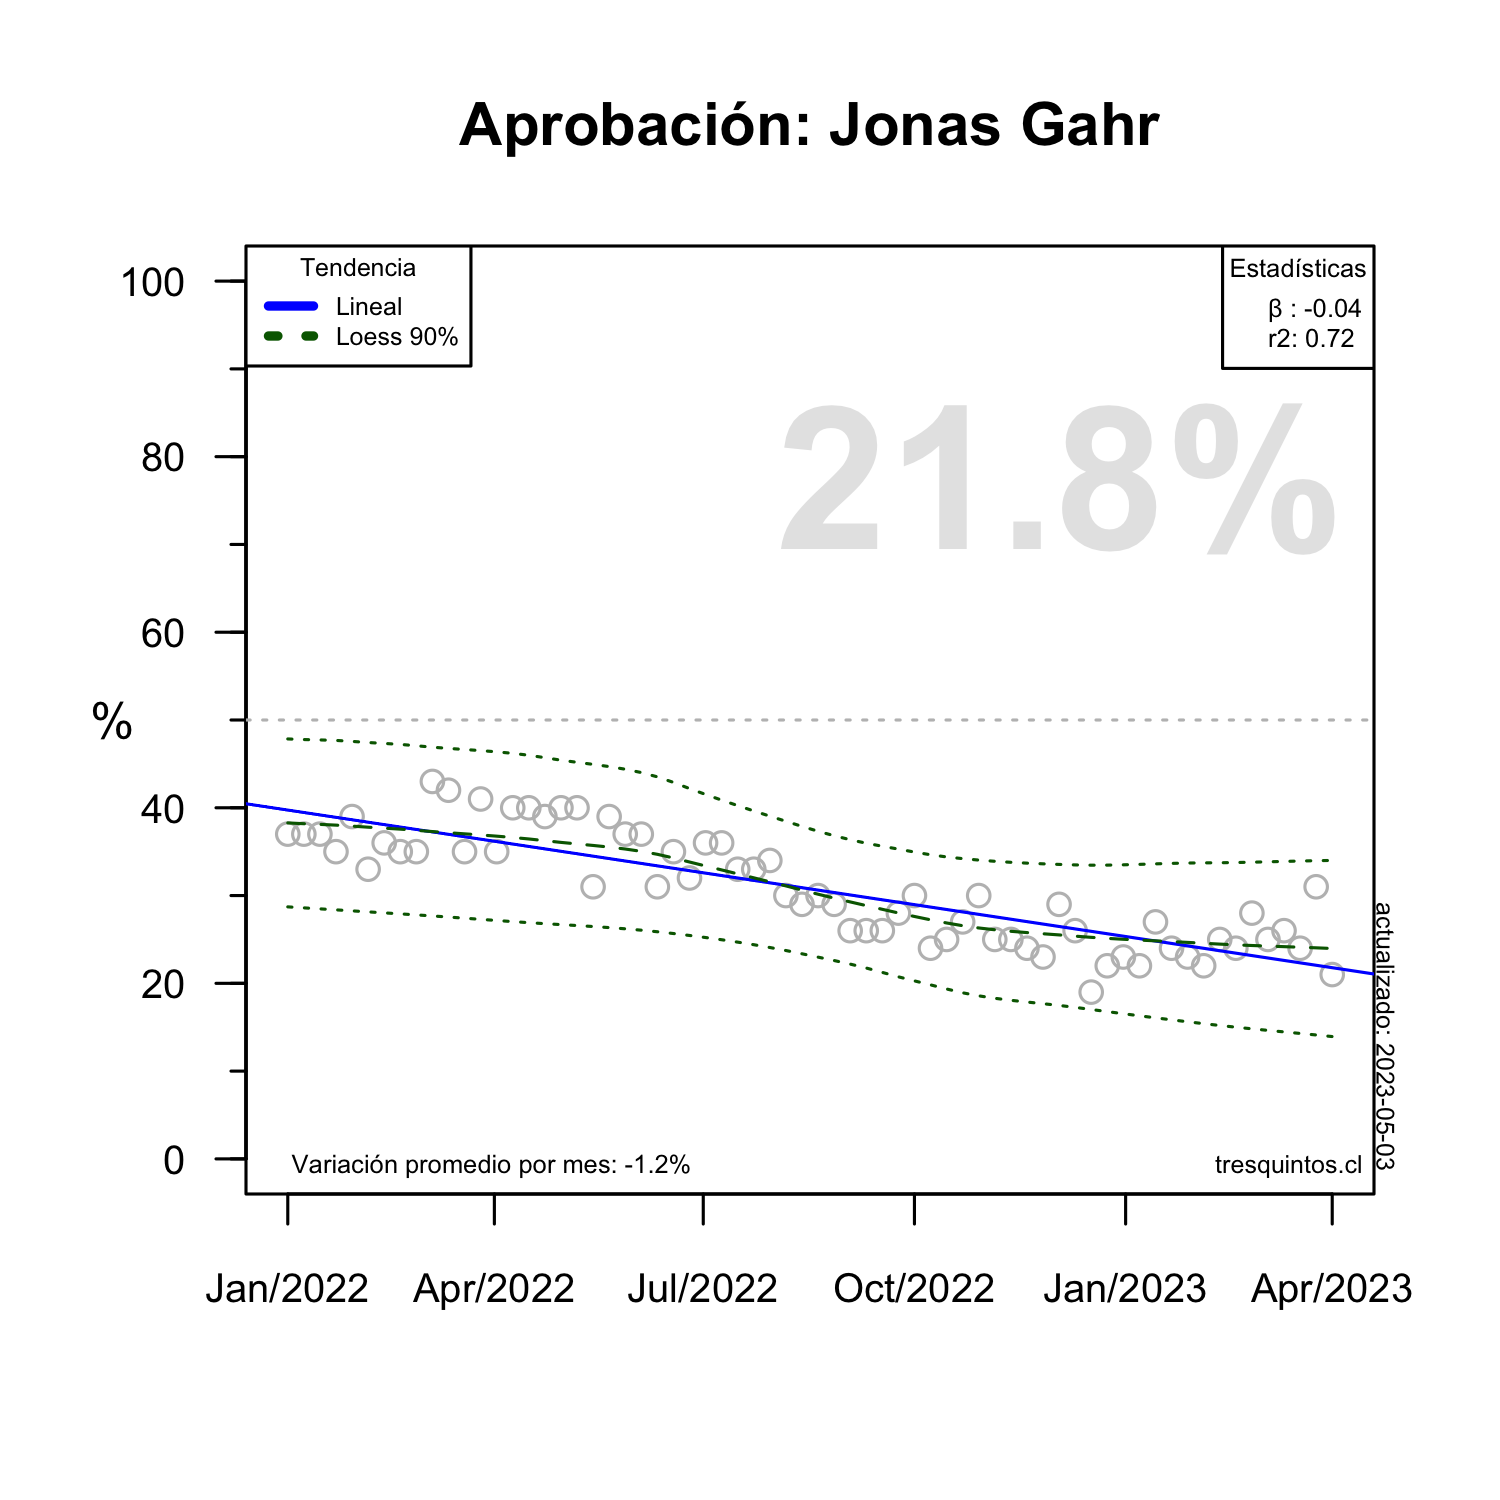 Aprobación: Jonas Gahr
Tendencia
Lineal
Loess 90%
Estadísticas
β : -0.04
r2: 0.72
21.8%
100
80
60
40
20
0
%
actualizado: 2023-05-03
Variación promedio por mes: -1.2%
tresquintos.cl
Jan/2022
Apr/2022
Jul/2022
Oct/2022
Jan/2023
Apr/2023